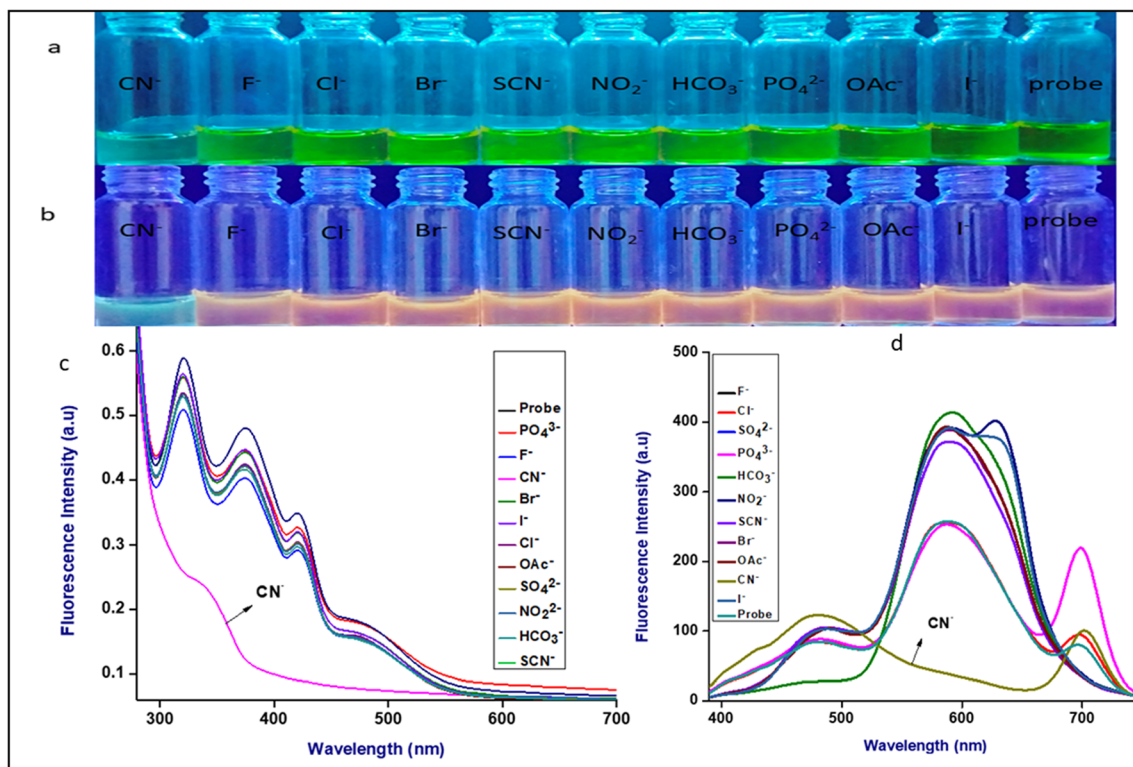 a
CN⁻ F⁻ Cl⁻ Br⁻ SCN⁻ NO₂⁻ HCO₃⁻ PO₄²⁻ OAc⁻ I⁻ probe
b
CN⁻ F⁻ Cl⁻ Br⁻ SCN⁻ NO₂⁻ HCO₃⁻ PO₄²⁻ OAc⁻ I⁻ probe
c
Fluorescence Intensity (a.u)
0.6
0.5
0.4
0.3
0.2
0.1
300 400 500 600 700
Wavelength (nm)
CN⁻
Probe
PO₄³⁻
F⁻
CN⁻
Br⁻
I⁻
Cl⁻
OAc⁻
SO₄²⁻
NO₂²⁻
HCO₃⁻
SCN⁻
d
Fluorescence Intensity (a.u)
500
400
300
200
100
0
400 500 600 700
Wavelength (nm)
CN⁻
F⁻
Cl⁻
SO₄²⁻
PO₄³⁻
HCO₃⁻
NO₂⁻
SCN⁻
Br⁻
OAc⁻
CN⁻
I⁻
Probe